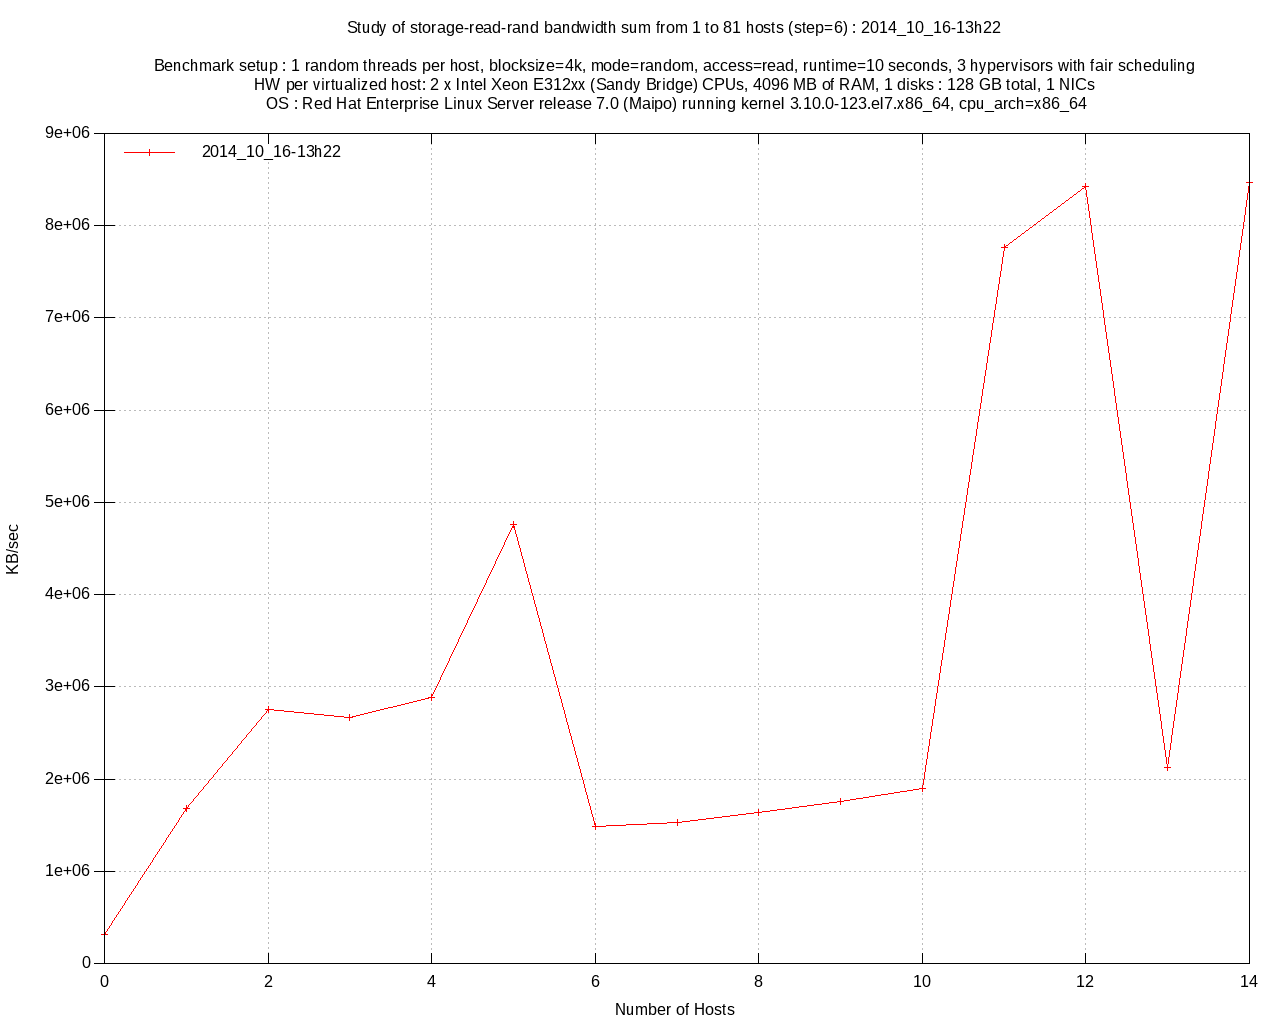 Study of storage-read-rand bandwidth sum from 1 to 81 hosts (step=6) : 2014_10_16-13h22
Benchmark setup : 1 random threads per host, blocksize=4k, mode=random, access=read, runtime=10 seconds, 3 hypervisors with fair scheduling
HW per virtualized host: 2 x Intel Xeon E312xx (Sandy Bridge) CPUs, 4096 MB of RAM, 1 disks : 128 GB total, 1 NICs
OS : Red Hat Enterprise Linux Server release 7.0 (Maipo) running kernel 3.10.0-123.el7.x86_64, cpu_arch=x86_64
9e+06
2014_10_16-13h22
8e+06
7e+06
6e+06
5e+06
KB/sec
4e+06
3e+06
2e+06
1e+06
0
0 2 4 6 8 10 12 14
Number of Hosts